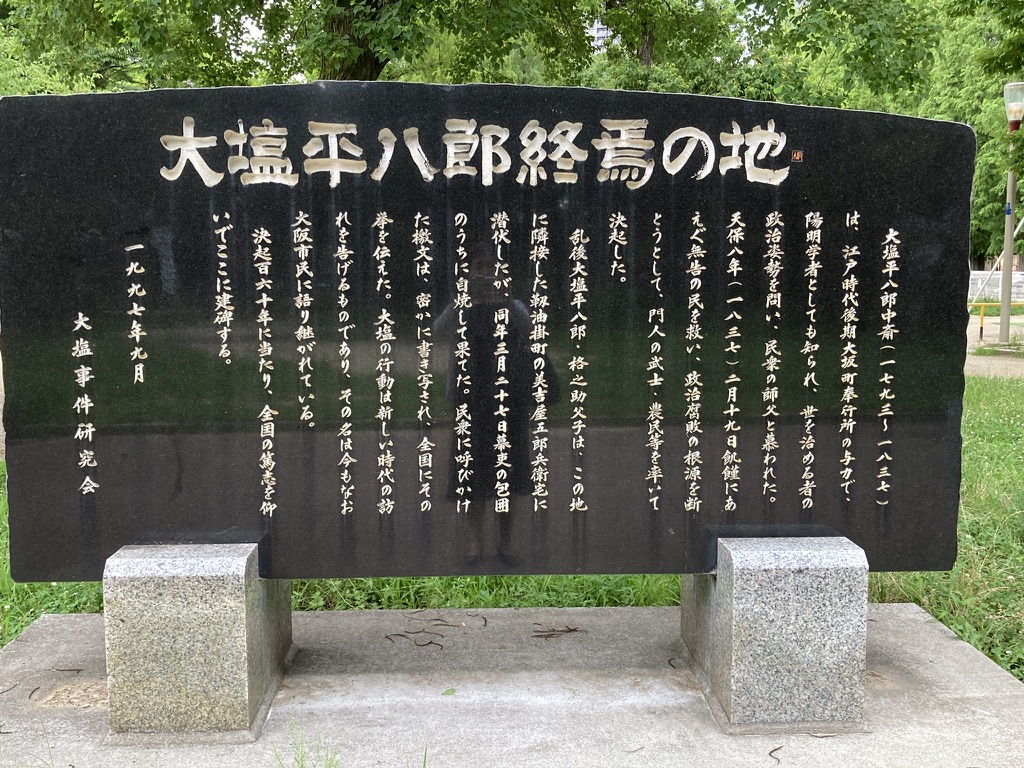 大塩平八郎終焉の地
大塩平八郎中斎(一七九三～一八三七)
は、江戸時代後期大坂町奉行所の与力で、
陽明学者としても知られ、世を治める者の
政治姿勢を問い、民衆の師父と慕われた。
天保八年(一八三七)二月十九日飢饉にあ
えぐ無告の民を救い、政治腐敗の根源を断
とうとして、門人の武士・農民等を率いて
決起した。
乱後大塩平八郎、格之助父子は、この地
に隣接した靱油掛町の美吉屋五郎兵衛宅に
潜伏したが、同年三月二十七日幕吏の包囲
のうちに自焼して果てた。民衆に呼びかけ
た檄文は、密かに書き写され、全国にその
挙を伝えた。大塩の行動は新しい時代の訪
れを告げるものであり、その名は今もなお
大阪市民に語り継がれている。
決起百六十年に当たり、全国の篤志を仰
いでここに建碑する。
一九九七年九月
大塩事件研究会